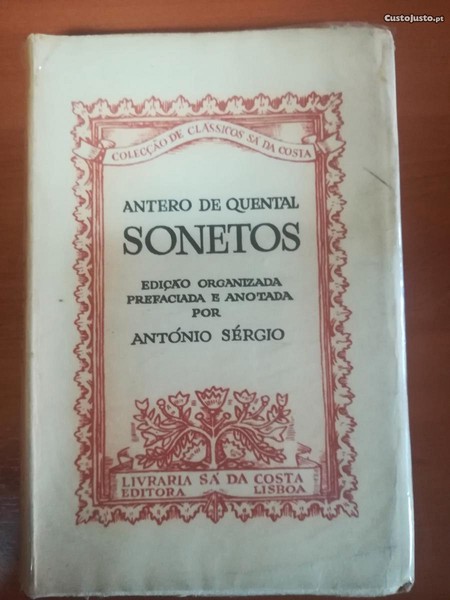 CustoJusto.pt
COLECÇÃO DE CLÁSSICOS SÁ DA COSTA
ANTERO DE QUENTAL
SONETOS
EDIÇÃO ORGANIZADA
PREFACIADA E ANOTADA
POR
ANTÓNIO SÉRGIO
LIVRARIA SÁ DA COSTA
EDITORA LISBOA